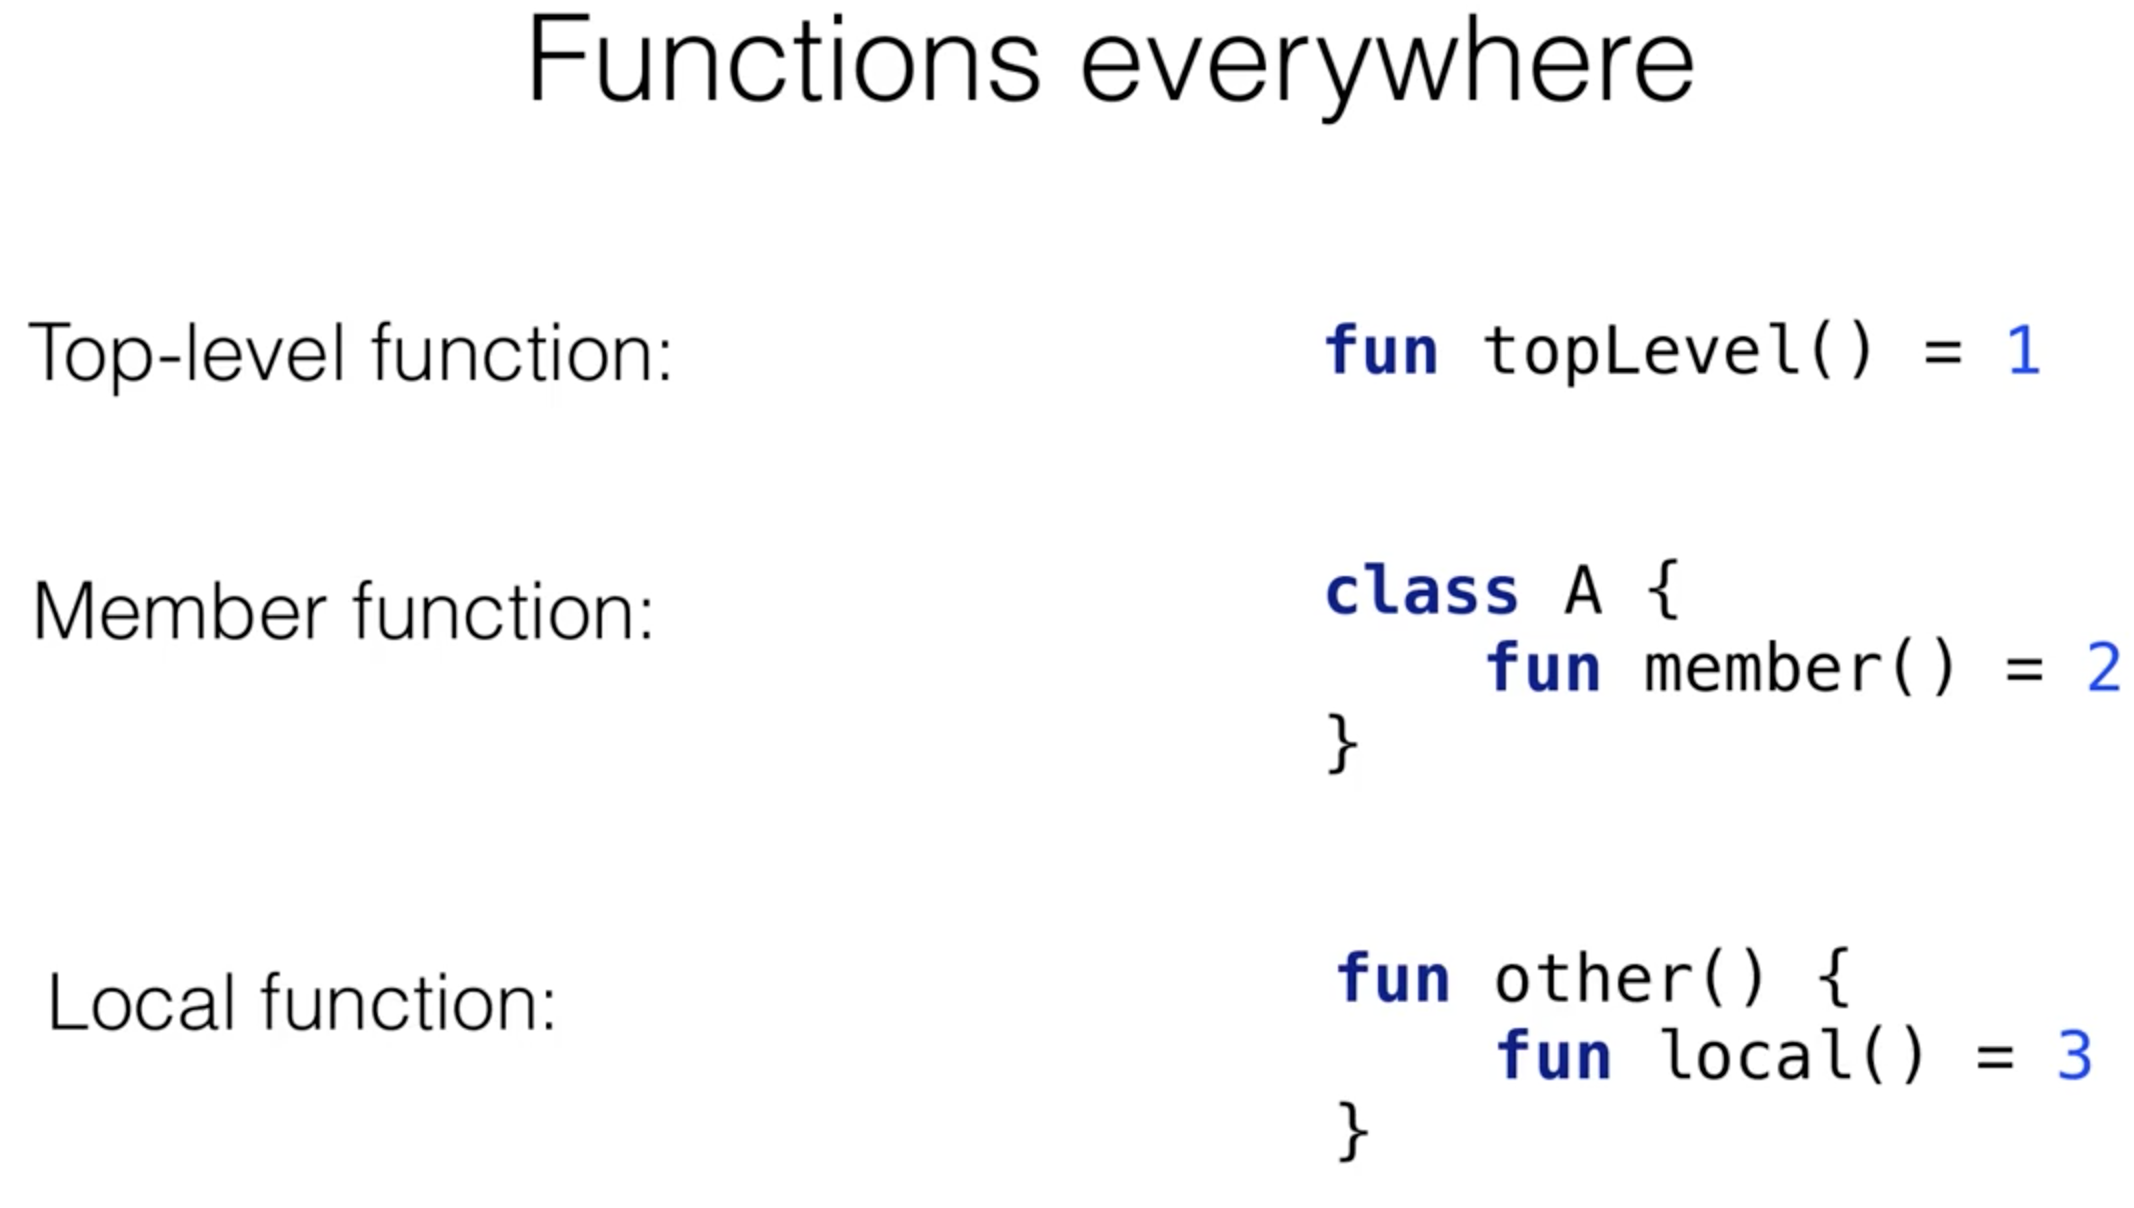 Functions everywhere
Top-level function:
fun topLevel() = 1
Member function:
class A {
    fun member() = 2
}
Local function:
fun other() {
    fun local() = 3
}